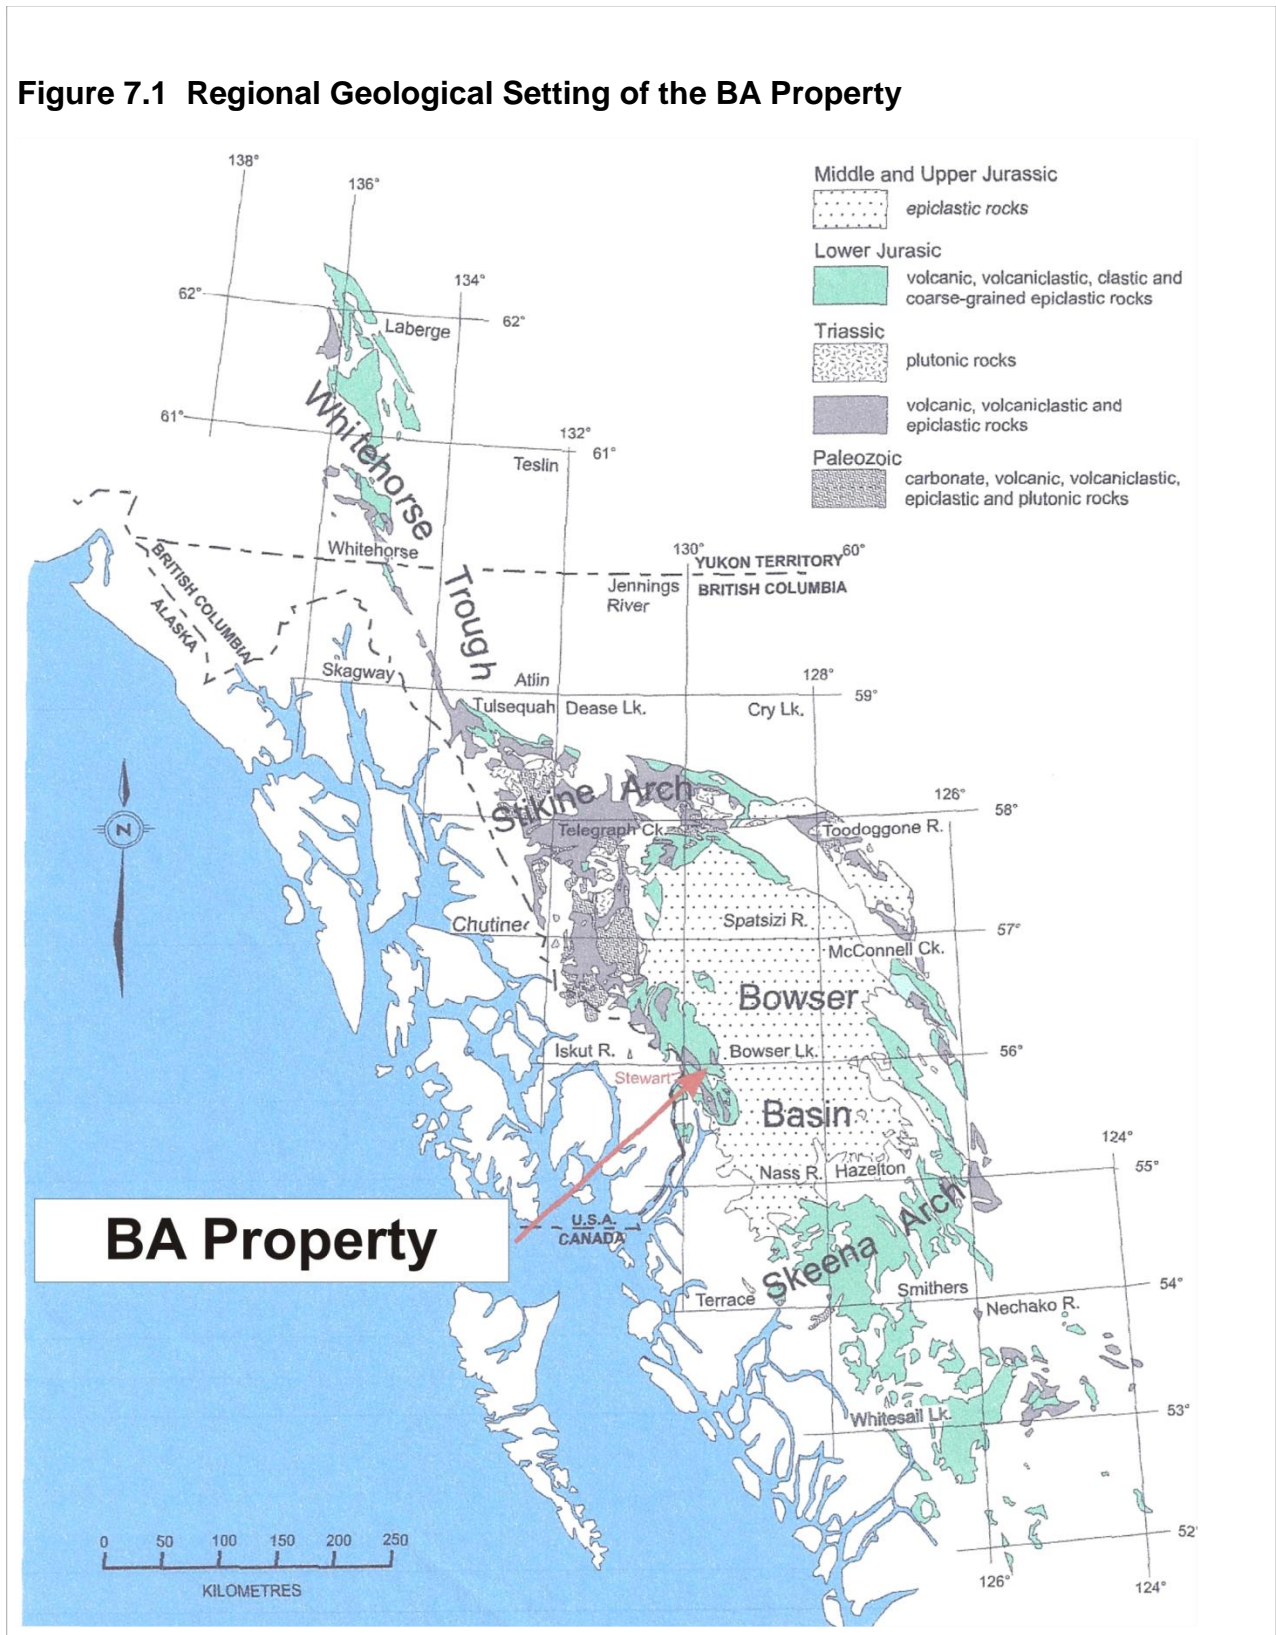 Figure 7.1 Regional Geological Setting of the BA Property
138°
136°
134°
62°
62°
Laberge
61°
132°
61°
Teslin
Whitehorse
Trough
Middle and Upper Jurassic
epiclastic rocks
Lower Jurasic
volcanic, volcaniclastic, clastic and
coarse-grained epiclastic rocks
Triassic
plutonic rocks
volcanic, volcaniclastic and
epiclastic rocks
Paleozoic
carbonate, volcanic, volcaniclastic,
epiclastic and plutonic rocks
Whitehorse
130°
60°
YUKON TERRITORY
BRITISH COLUMBIA
Jennings
River
BRITISH COLUMBIA
ALASKA
Skagway
Atlin
128°
59°
Tulsequah
Dease Lk.
Cry Lk.
Stikine Arch
126°
58°
Telegraph Ck.
Toodoggone R.
N
Chutine
Spatsizi R.
57°
McConnell Ck.
Bowser
Iskut R.
Bowser Lk.
56°
Stewart
Basin
124°
55°
Nass R.
Hazelton
BA Property
U.S.A.
CANADA
Skeena Arch
54°
Terrace
Smithers
Nechako R.
Whitesail Lk.
53°
0 50 100 150 200 250
KILOMETRES
52°
126°
124°